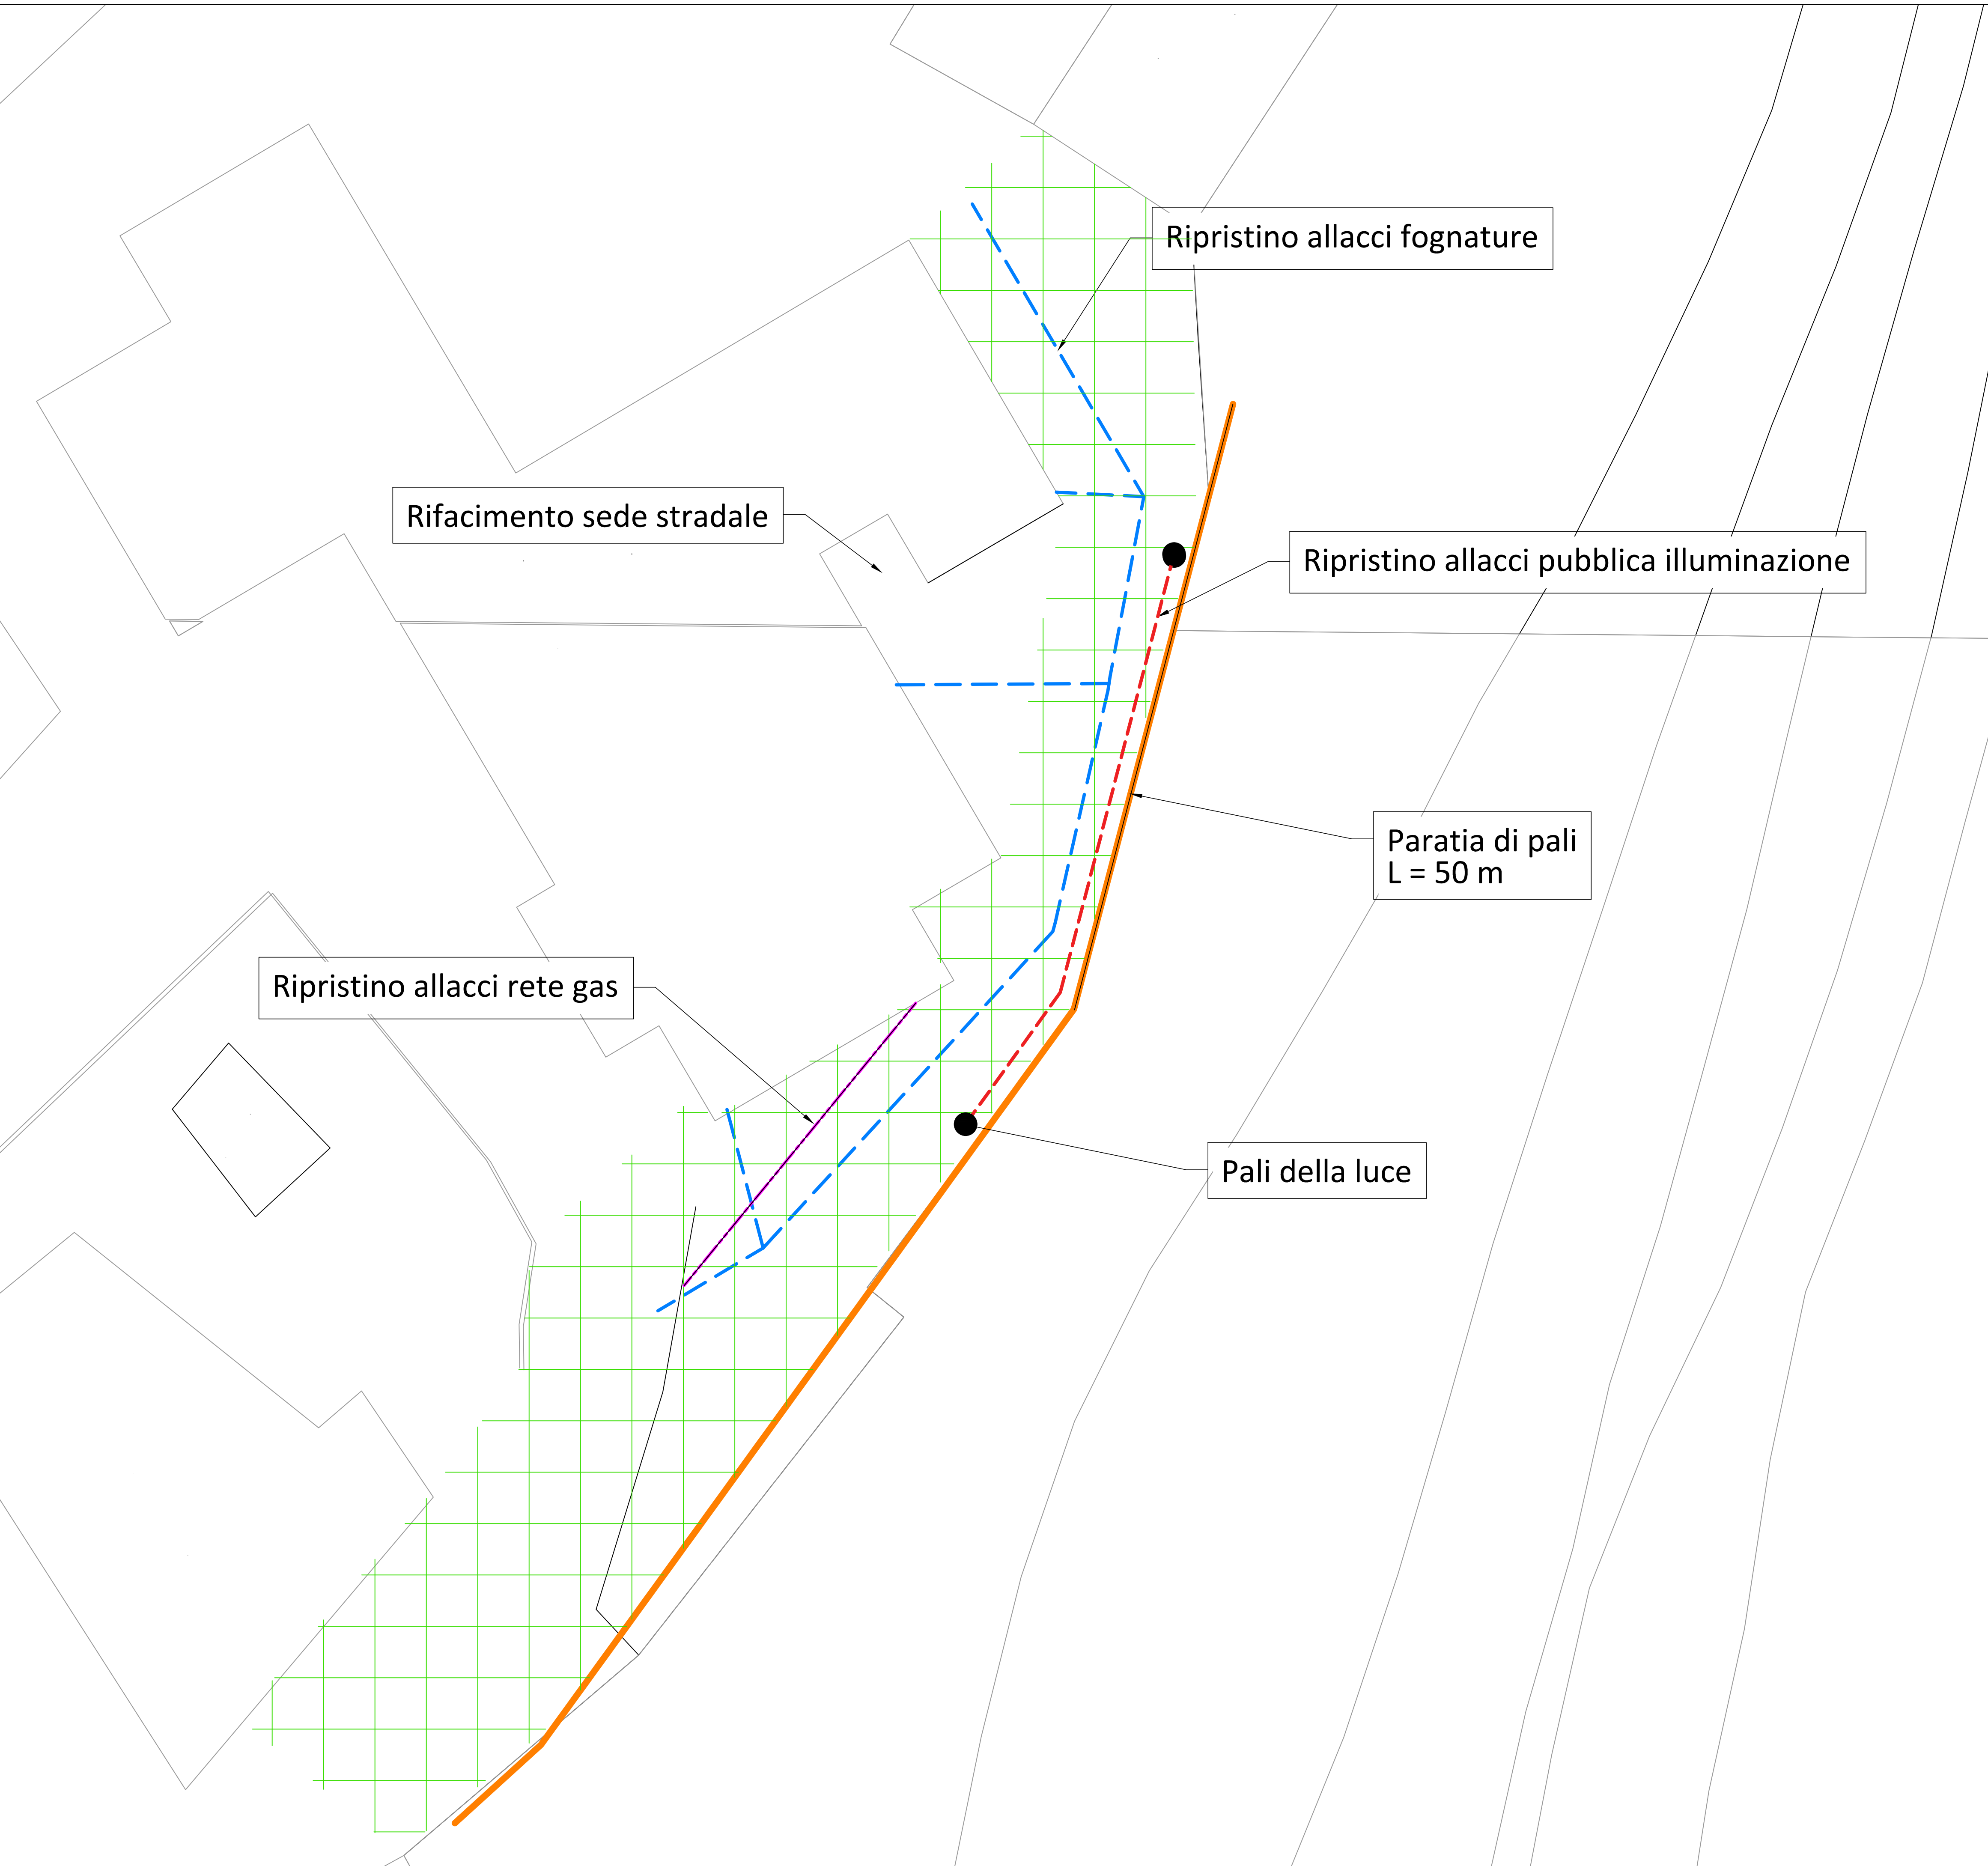 Ripristino allacci fognature
Rifacimento sede stradale
Ripristino allacci pubblica illuminazione
Paratia di pali
L = 50 m
Ripristino allacci rete gas
Pali della luce